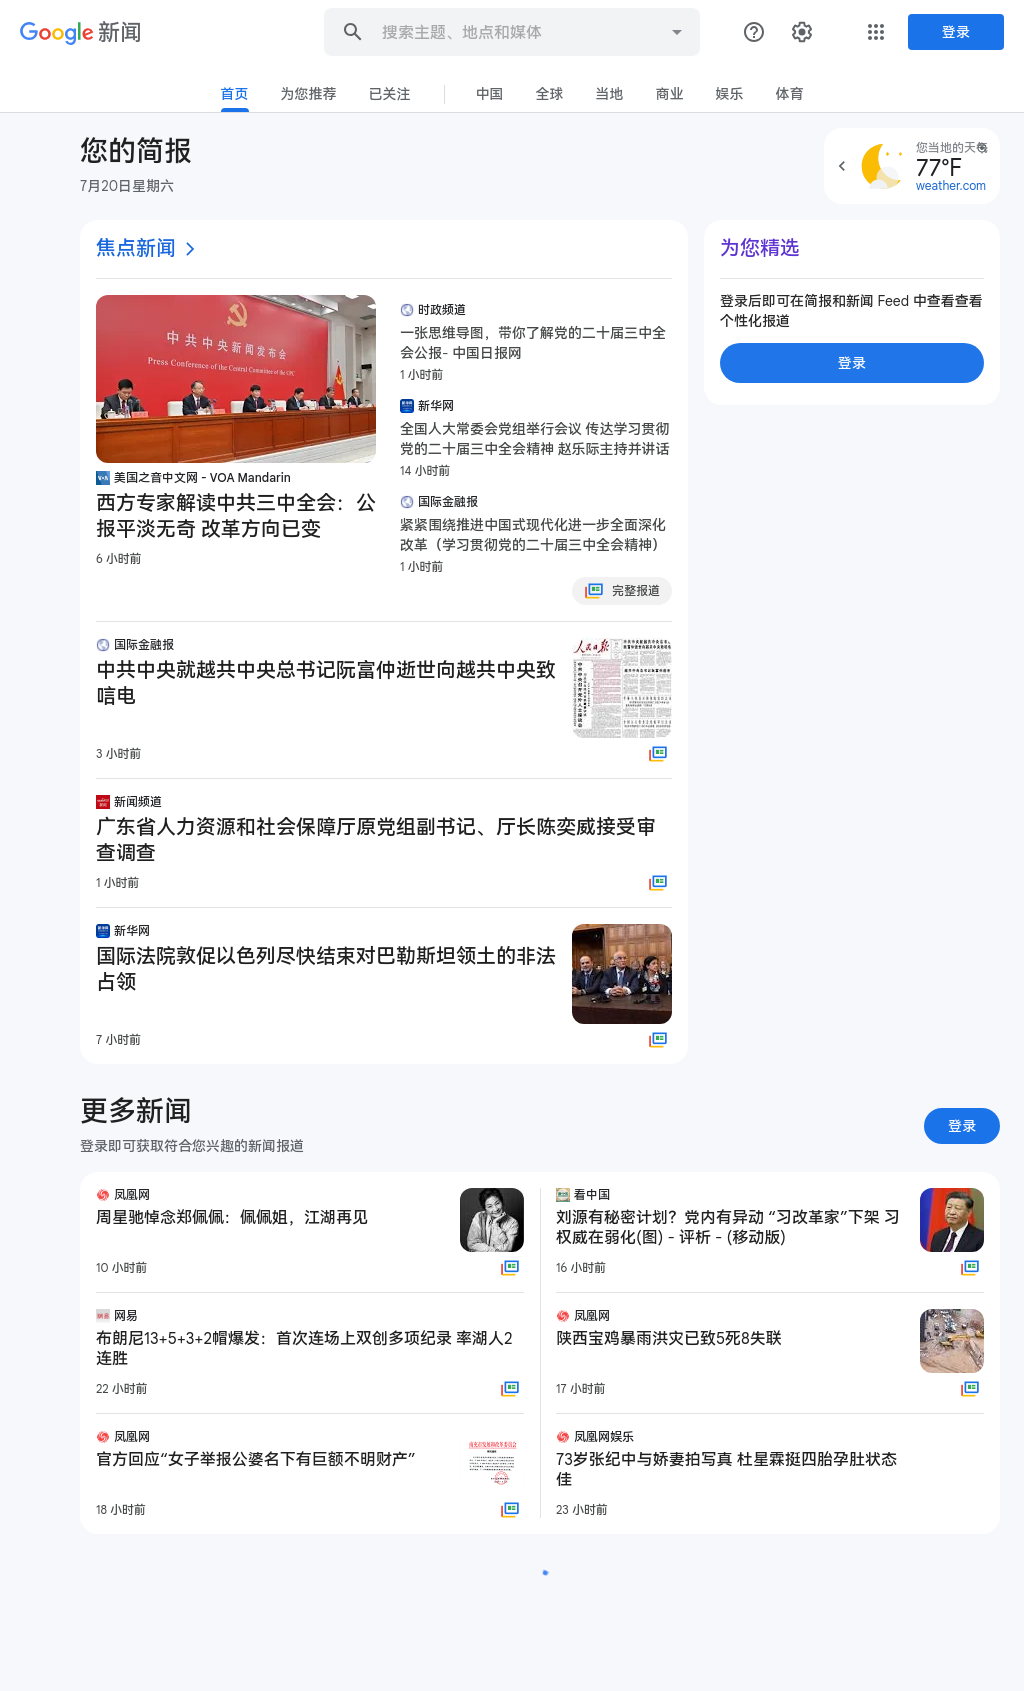 Google 新闻
搜索主题、地点和媒体
登录
首页
为您推荐
已关注
中国
全球
当地
商业
娱乐
体育
您的简报
7月20日星期六
您当地的天气
77°F
weather.com
焦点新闻
中共中央新闻发布会
Press Conference of the Central Committee of the CPC
美国之音中文网 - VOA Mandarin
西方专家解读中共三中全会：公
报平淡无奇 改革方向已变
6 小时前
时政频道
一张思维导图，带你了解党的二十届三中全
会公报- 中国日报网
1 小时前
新华网
全国人大常委会党组举行会议 传达学习贯彻
党的二十届三中全会精神 赵乐际主持并讲话
14 小时前
国际金融报
紧紧围绕推进中国式现代化进一步全面深化
改革（学习贯彻党的二十届三中全会精神）
1 小时前
完整报道
为您精选
登录后即可在简报和新闻 Feed 中查看查看
个性化报道
登录
国际金融报
中共中央就越共中央总书记阮富仲逝世向越共中央致
唁电
3 小时前
人民日报
新闻频道
广东省人力资源和社会保障厅原党组副书记、厅长陈奕威接受审
查调查
1 小时前
新华网
国际法院敦促以色列尽快结束对巴勒斯坦领土的非法
占领
7 小时前
更多新闻
登录即可获取符合您兴趣的新闻报道
登录
凤凰网
周星驰悼念郑佩佩：佩佩姐，江湖再见
10 小时前
看中国
刘源有秘密计划？党内有异动 “习改革家”下架 习
权威在弱化(图) - 评析 - (移动版)
16 小时前
网易
布朗尼13+5+3+2帽爆发：首次连场上双创多项纪录 率湖人2
连胜
22 小时前
凤凰网
陕西宝鸡暴雨洪灾已致5死8失联
17 小时前
凤凰网
官方回应“女子举报公婆名下有巨额不明财产”
18 小时前
凤凰网娱乐
73岁张纪中与娇妻拍写真 杜星霖挺四胎孕肚状态
佳
23 小时前